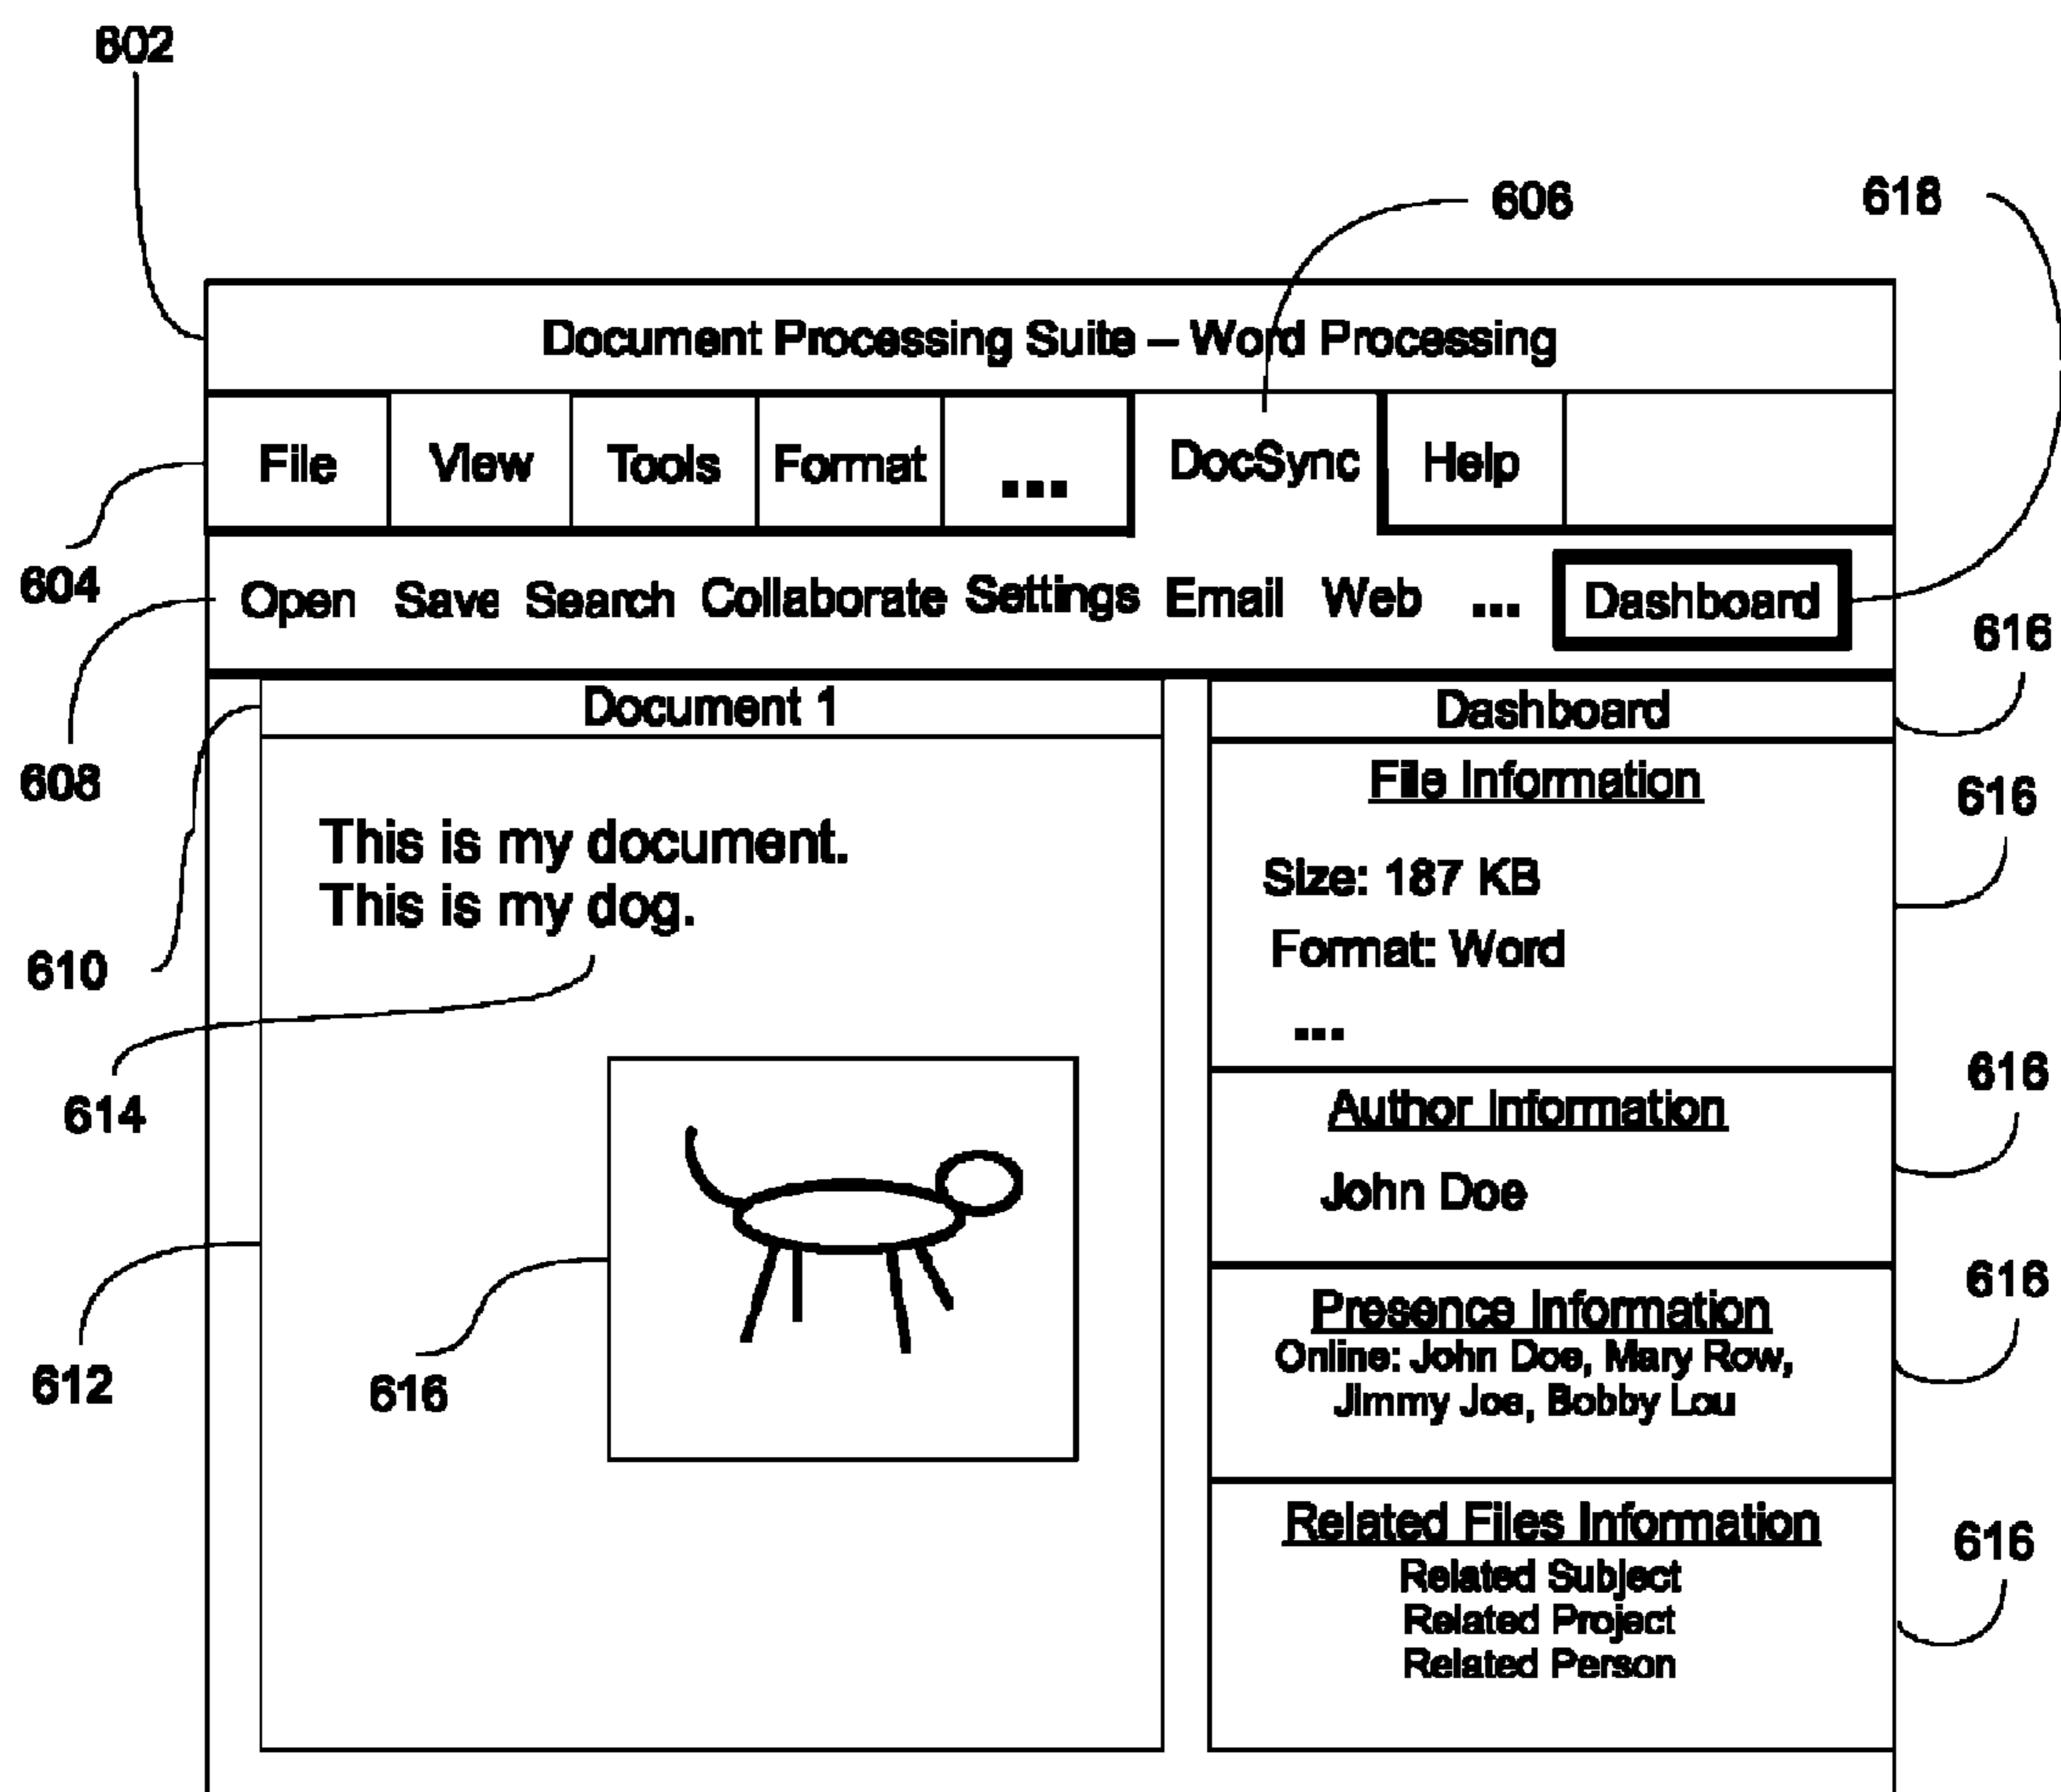 602
606
618
Document Processing Suite – Word Processing
File View Tools Format ... DocSync Help
604
Open Save Search Collaborate Settings Email Web ... Dashboard
616
608
Document 1
This is my document.
This is my dog.
610
614
612
616
Dashboard
File Information
616
Size: 187 KB
Format: Word
...
616
Author Information
John Doe
616
Presence Information
Online: John Doe, Mary Row,
Jimmy Joe, Bobby Lou
Related Files Information
616
Related Subject
Related Project
Related Person